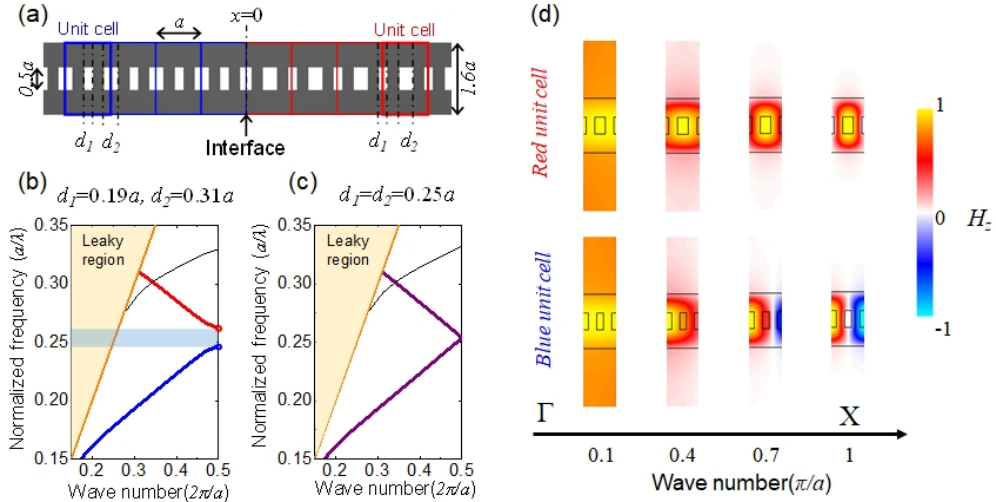 (a)
Unit cell
a
x=0
Unit cell
0.5a
1.6a
d1
d2
Interface
d1
d2
(b)
d1=0.19a, d2=0.31a
Normalized frequency (a/λ)
0.35
0.30
0.25
0.20
0.15
Leaky
region
0.2
0.3
0.4
0.5
Wave number(2π/a)
(c)
d1=d2=0.25a
Normalized frequency (a/λ)
0.35
0.30
0.25
0.20
0.15
Leaky
region
0.2
0.3
0.4
0.5
Wave number(2π/a)
(d)
Red unit cell
Blue unit cell
1
0
-1
Hz
Γ
X
0.1
0.4
0.7
1
Wave number(π/a)